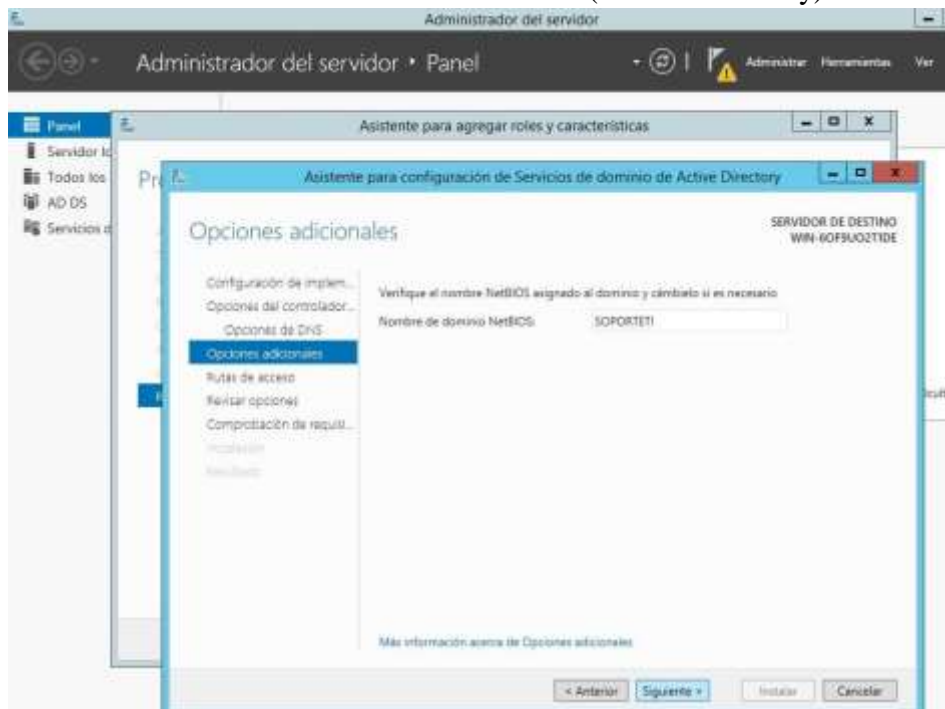 Administrador del servidor
Administrador del servidor • Panel
Administrar Herramientas Ver
Panel
Asistente para agregar roles y características
Servidor lo
Todos los
AD DS
Servicios d
Asistente para configuración de Servicios de dominio de Active Directory
Opciones adicionales
SERVIDOR DE DESTINO
WIN-6OF9UO2TIDE
Configuración de implem...
Opciones del controlador...
Opciones de DNS
Opciones adicionales
Rutas de acceso
Revisar opciones
Comprobación de requisi...
Instalación
Resultado
Verifique el nombre NetBIOS asignado al dominio y cámbielo si es necesario
Nombre de dominio NetBIOS:
SOPORTETI
Más información acerca de Opciones adicionales
< Anterior
Siguiente >
Instalar
Cancelar